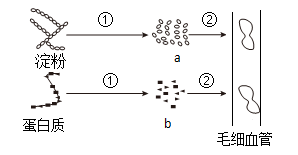 ① ②
淀粉 a
① ②
蛋白质 b
毛细血管